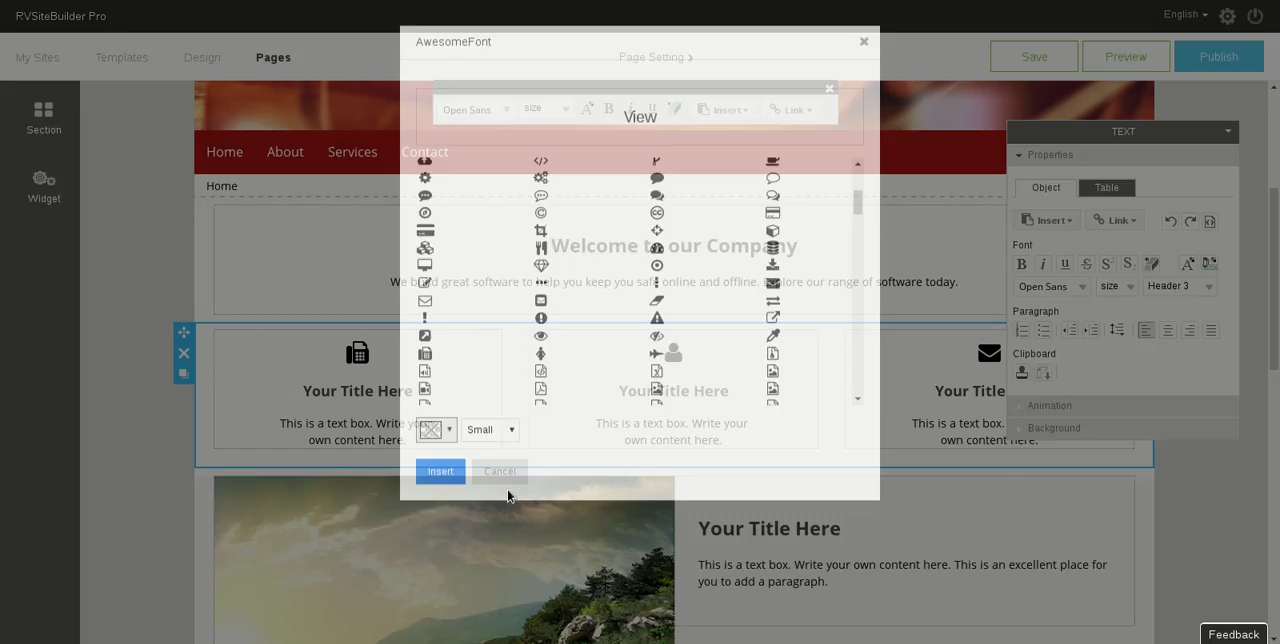 RVSiteBuilder Pro
English
My Sites
Templates
Design
Pages
Page Setting
Save
Preview
Publish
AwesomeFont
Open Sans
size
B
i
u
Insert
Link
View
Section
Widget
Home
About
Services
Contact
Home
Welcome to our Company
We build great software to help you keep you safe online and offline. Explore our range of software today.
Your Title Here
This is a text box. Write your
own content here.
Your Title Here
This is a text box. Write your
own content here.
Your Title
This is a text box. W
own content here.
Small
Insert
Cancel
Your Title Here
This is a text box. Write your own content here. This is an excellent place for
you to add a paragraph.
TEXT
Properties
Object
Table
Insert
Link
Font
B
i
U
S
S
S
A
Open Sans
size
Header 3
Paragraph
Clipboard
Animation
Background
Feedback